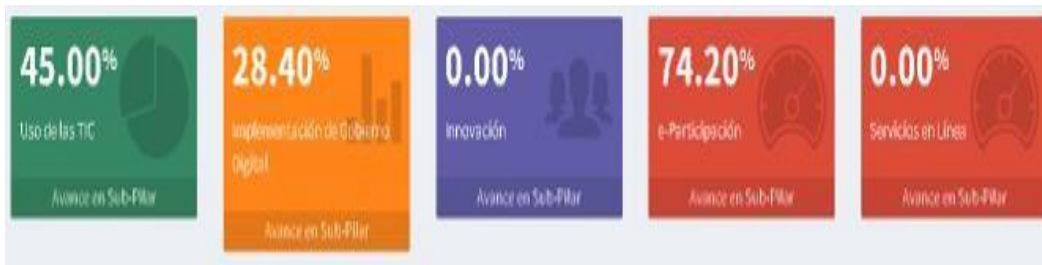 45.00%
Uso de las TIC
Avance en Sub-Pilar
28.40%
Implementación de Gobierno
Digital
Avance en Sub-Pilar
0.00%
Innovación
Avance en Sub-Pilar
74.20%
e-Participación
Avance en Sub-Pilar
0.00%
Servicios en Línea
Avance en Sub-Pilar